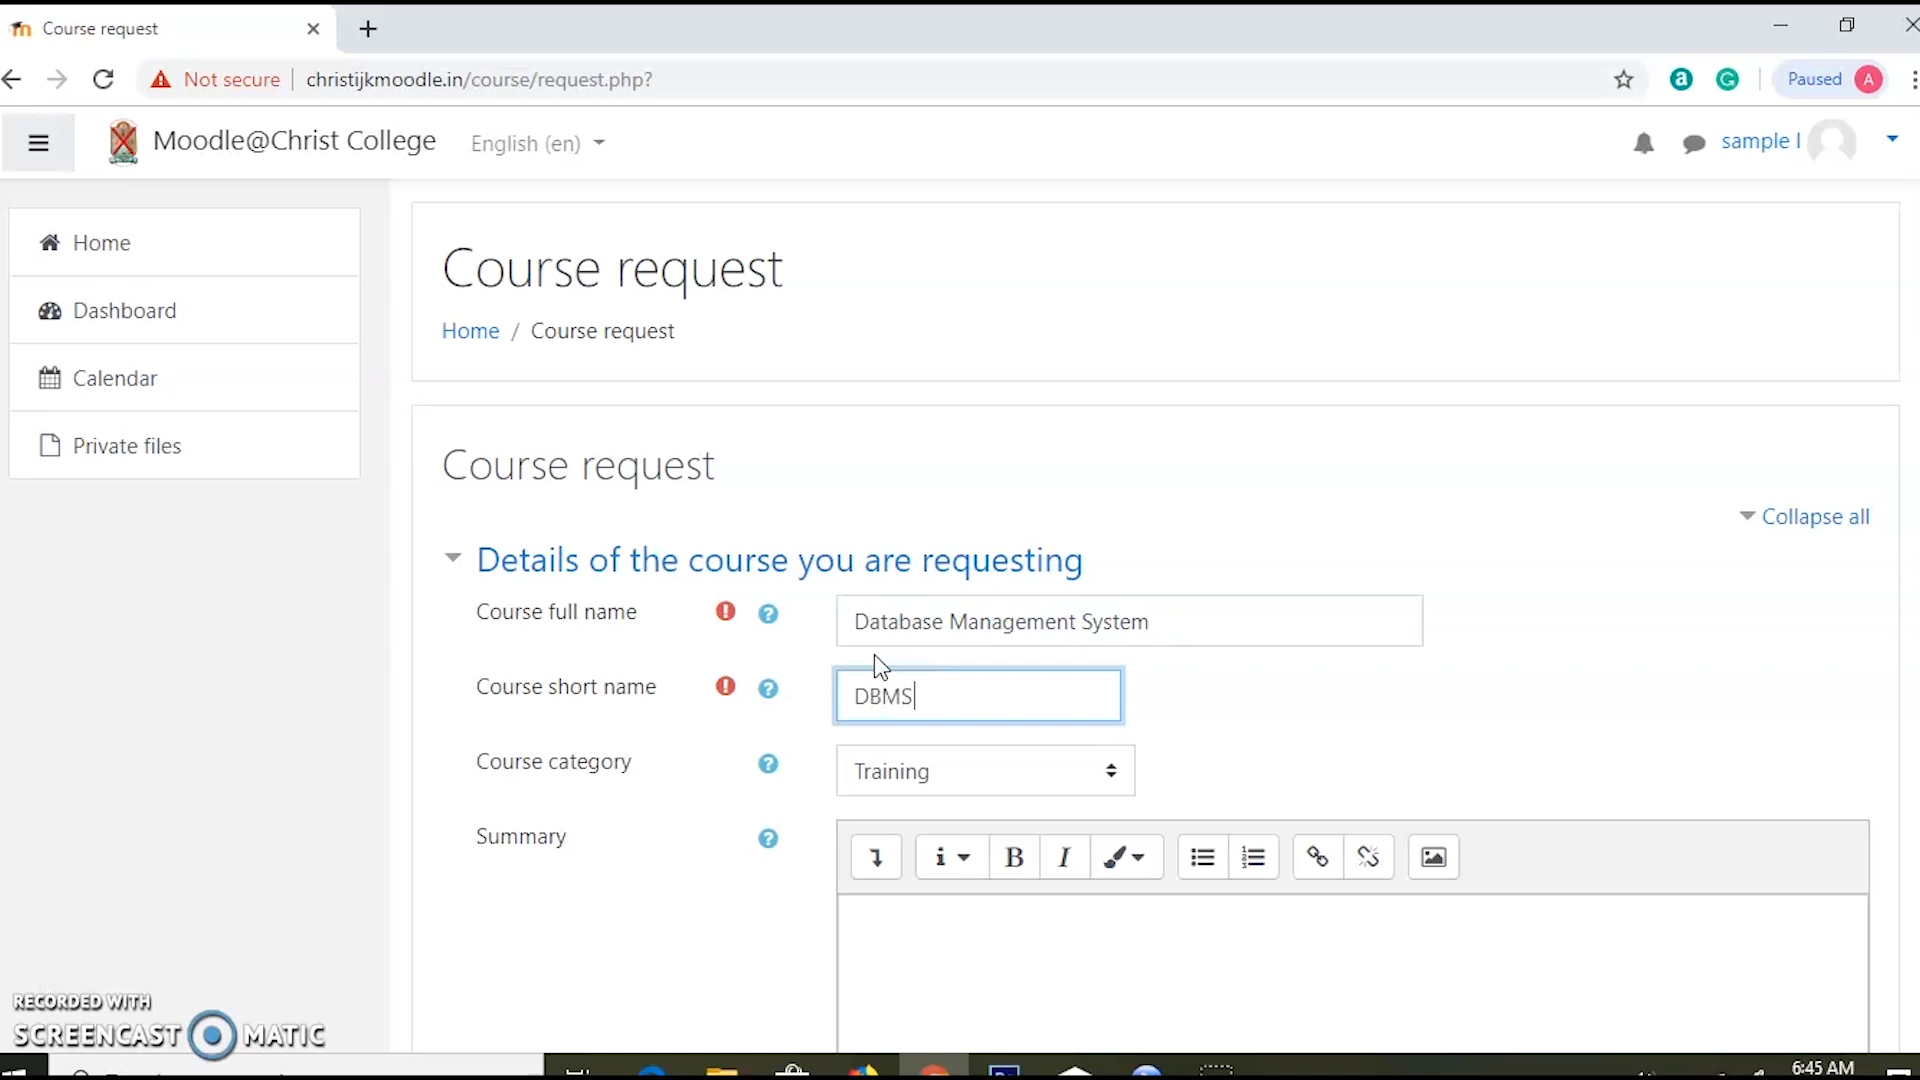 Course request
Not secure christijkmoodle.in/course/request.php?
Paused A
Moodle@Christ College English (en)
sample I
Home
Dashboard
Calendar
Private files
Course request
Home / Course request
Course request
Collapse all
Details of the course you are requesting
Course full name Database Management System
Course short name DBMS
Course category Training
Summary
RECORDED WITH
SCREENCAST MATIC
6:45 AM